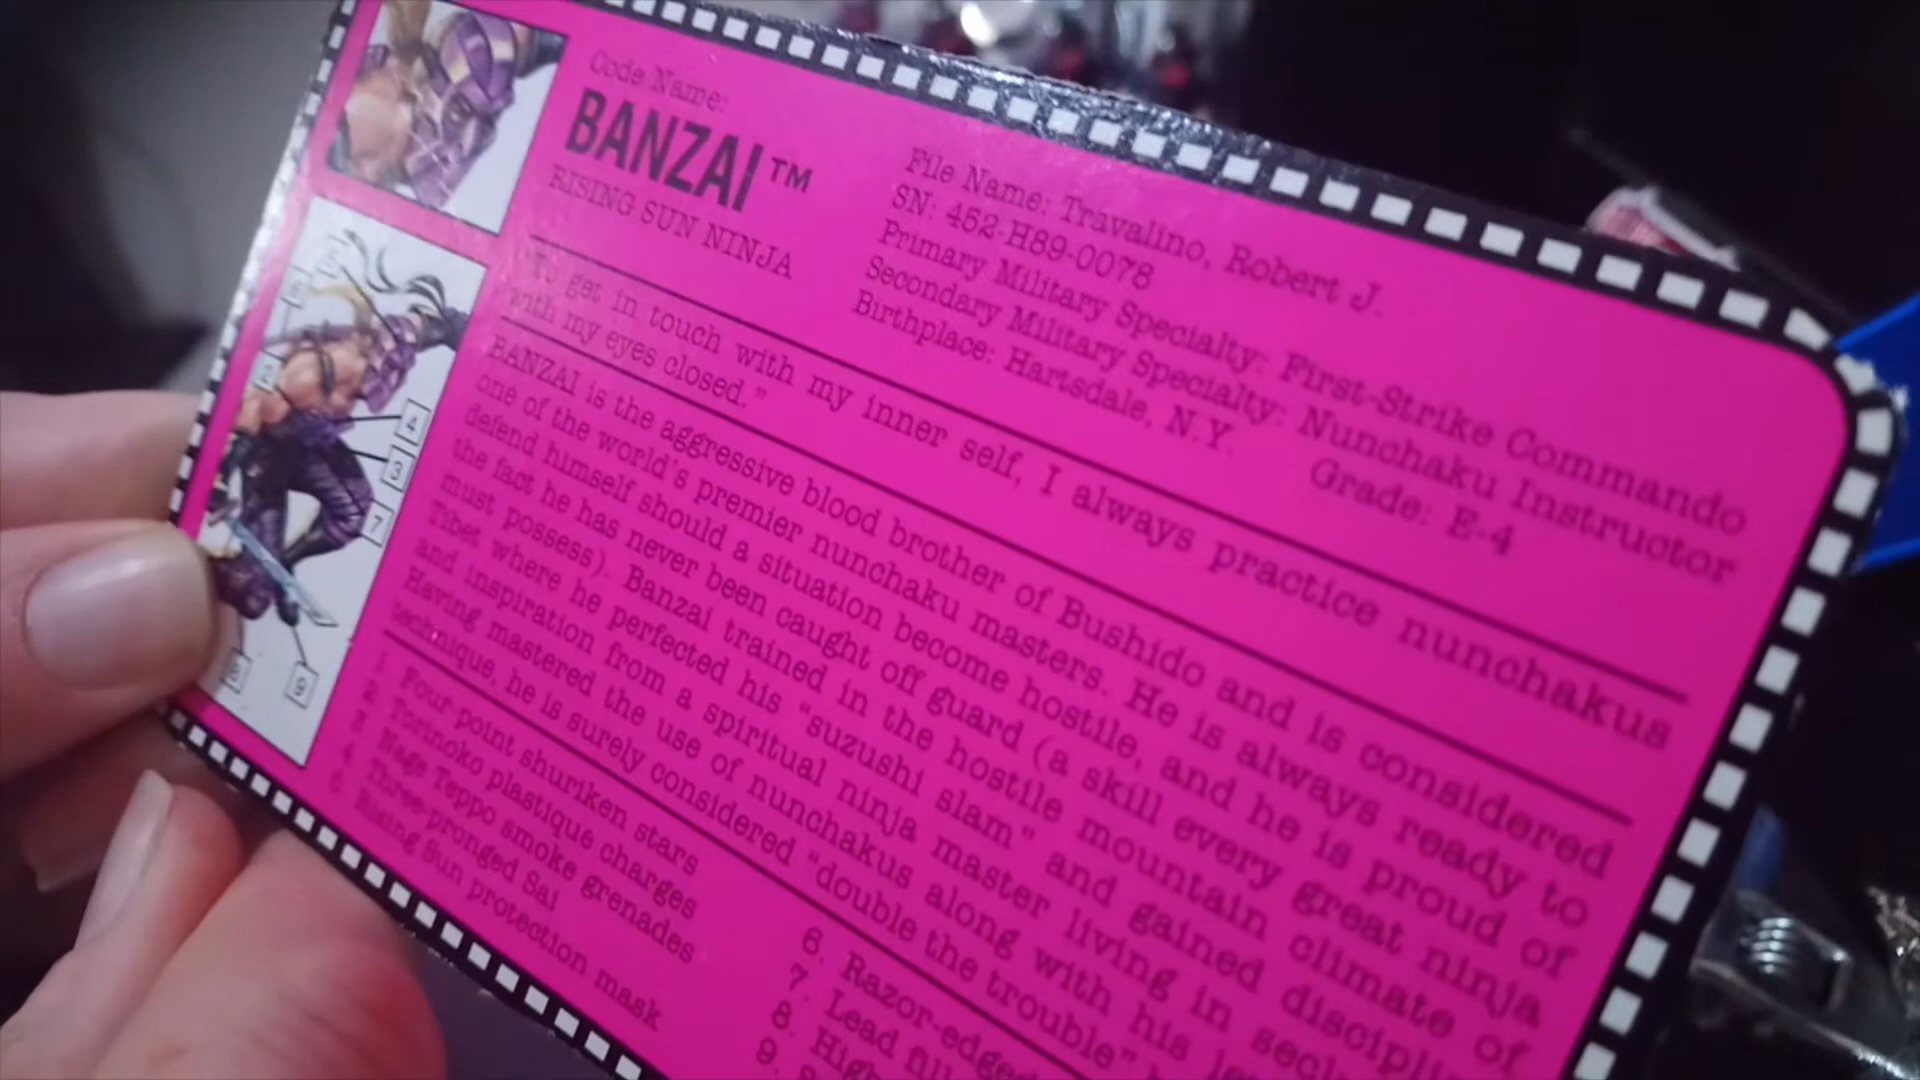 Code Name:
BANZAI™
RISING SUN NINJA
File Name: Travalino, Robert J.
SN: 462-H89-0078
Primary Military Specialty: First-Strike Commando
Secondary Military Specialty: Nunchaku Instructor
Birthplace: Hartsdale, N.Y. Grade: E-4
"To get in touch with my inner self, I always practice nunchakus
with my eyes closed."
BANZAI is the aggressive blood brother of Bushido and is considered
one of the world's premier nunchaku masters. He is always ready to
defend himself should a situation become hostile, and he is proud of
the fact he has never been caught off guard (a skill every great ninja
must possess). Banzai trained in the hostile mountain climate of
Tibet where he perfected his "suzushi slam" and gained
and inspiration from a spiritual ninja master living in
Having mastered the use of nunchakus along with his
technique, he is surely considered "double the trouble"
1. Four-point shuriken stars
2. Torinoko plastique charges
3. Nage Teppo smoke grenades
4. Three-pronged Sai
5. Rising Sun protection mask
6. Razor-edged
7. Lead
8. High
9.
4
3
7
8
9